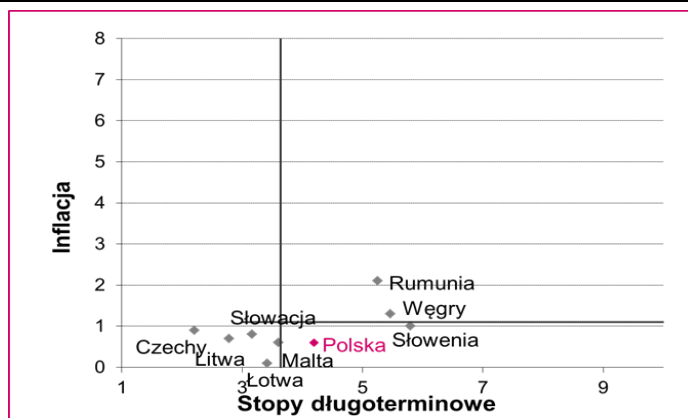 8
7
6
5
4
3
2
1
0
Inflacja
Rumunia
Węgry
Słowacja
Słowenia
Czechy
Polska
Litwa
Malta
Łotwa
1 3 5 7 9
Stopy długoterminowe